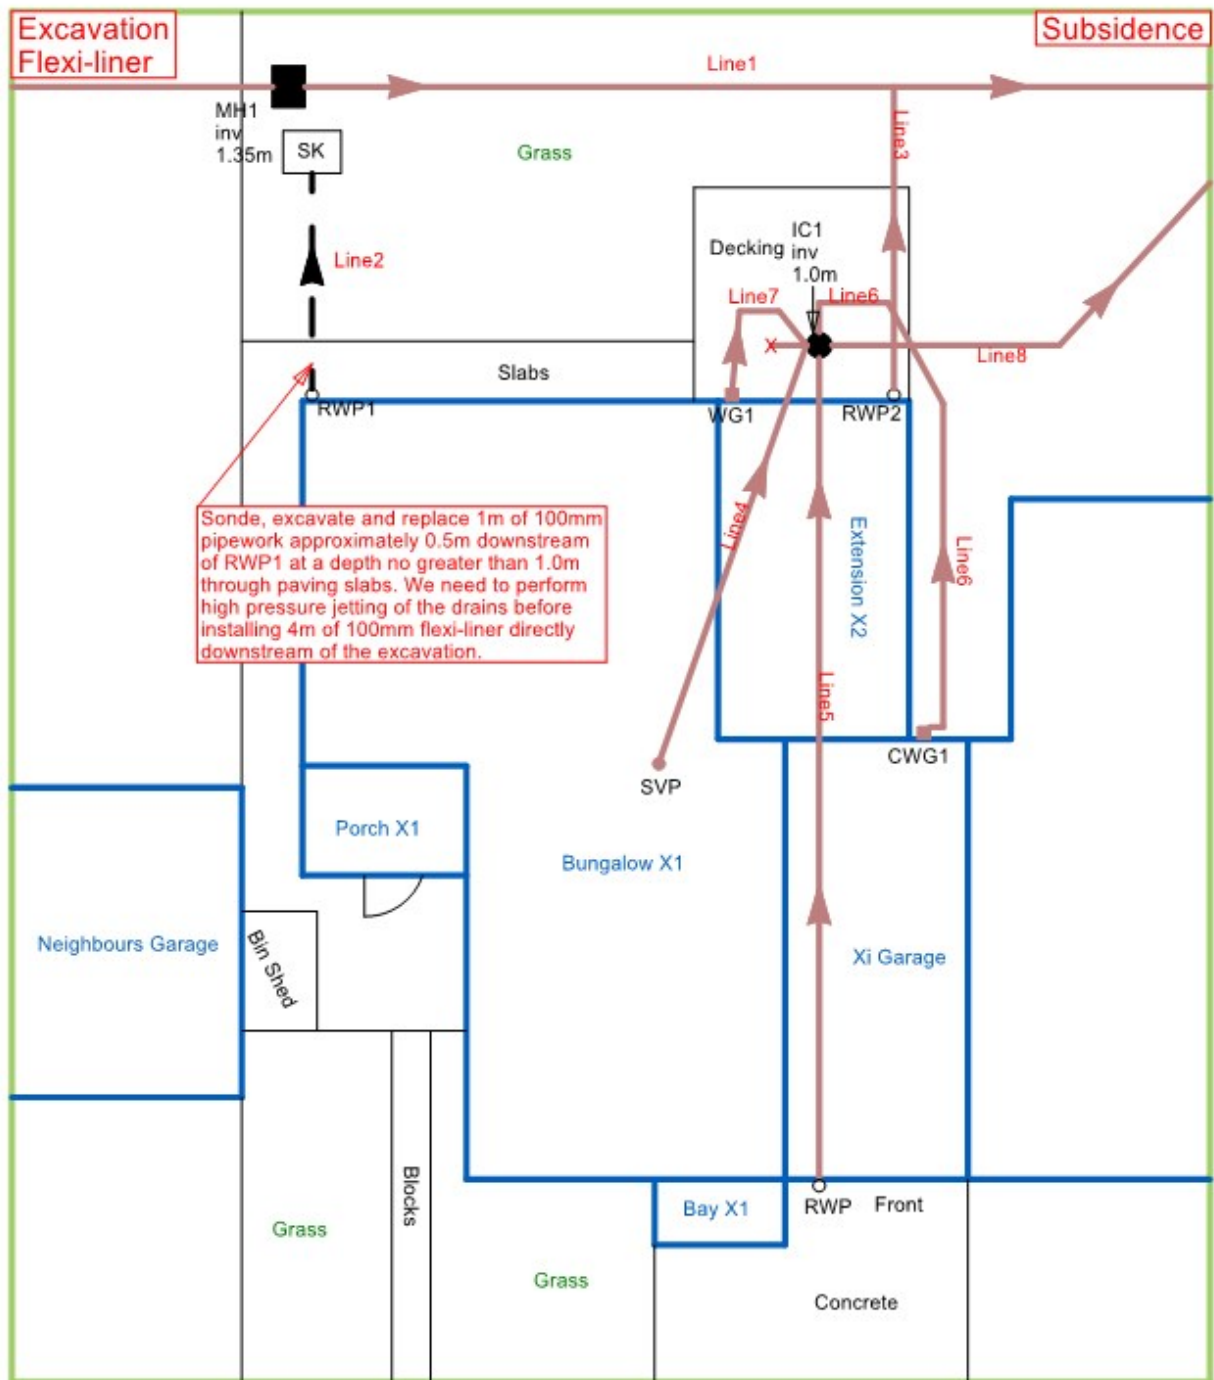 Excavation
Flexi-liner
Subsidence
Line1
MH1
inv
1.35m
SK
Grass
Line3
Line2
Decking
IC1
inv
1.0m
Line7
Line6
X
Line8
Slabs
RWP1
WG1
RWP2
Sonde, excavate and replace 1m of 100mm
pipework approximately 0.5m downstream
of RWP1 at a depth no greater than 1.0m
through paving slabs. We need to perform
high pressure jetting of the drains before
installing 4m of 100mm flexi-liner directly
downstream of the excavation.
Line4
Extension X2
Line6
Line5
CWG1
SVP
Porch X1
Bungalow X1
Neighbours Garage
Bin Shed
Xi Garage
Blocks
Bay X1
RWP
Front
Grass
Grass
Concrete